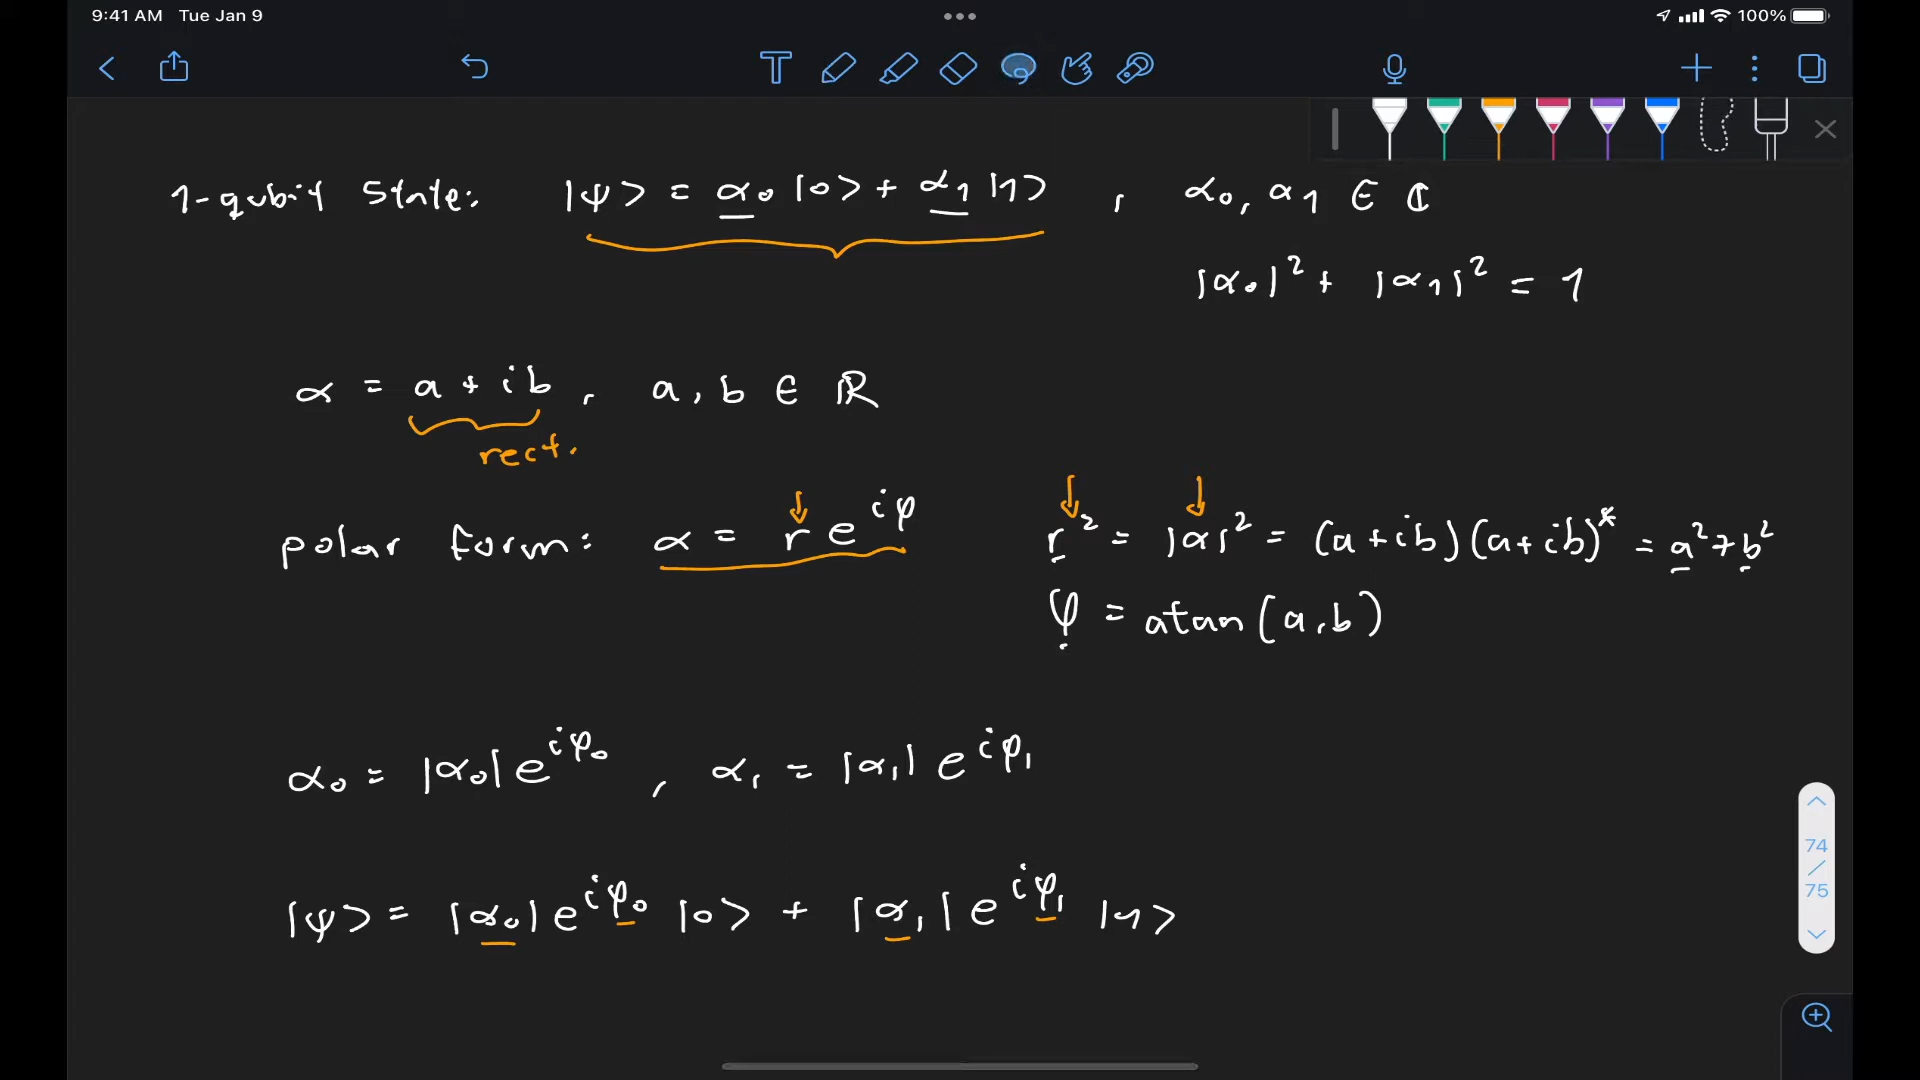 9:41 AM Tue Jan 9
100%
1-qubit state: |ψ> = α₀ |0> + α₁ |1> , α₀, α₁ ∈ ℂ
|α₀|² + |α₁|² = 1
α = a + ib , a, b ∈ ℝ
rect.
polar form: α = r e^{iφ} r² = |α|² = (a + ib)(a + ib)* = a² + b²
φ = atan(a,b)
α₀ = |α₀| e^{iφ₀} , α₁ = |α₁| e^{iφ₁}
|ψ> = |α₀| e^{iφ₀} |0> + |α₁| e^{iφ₁} |1>
74
/
75